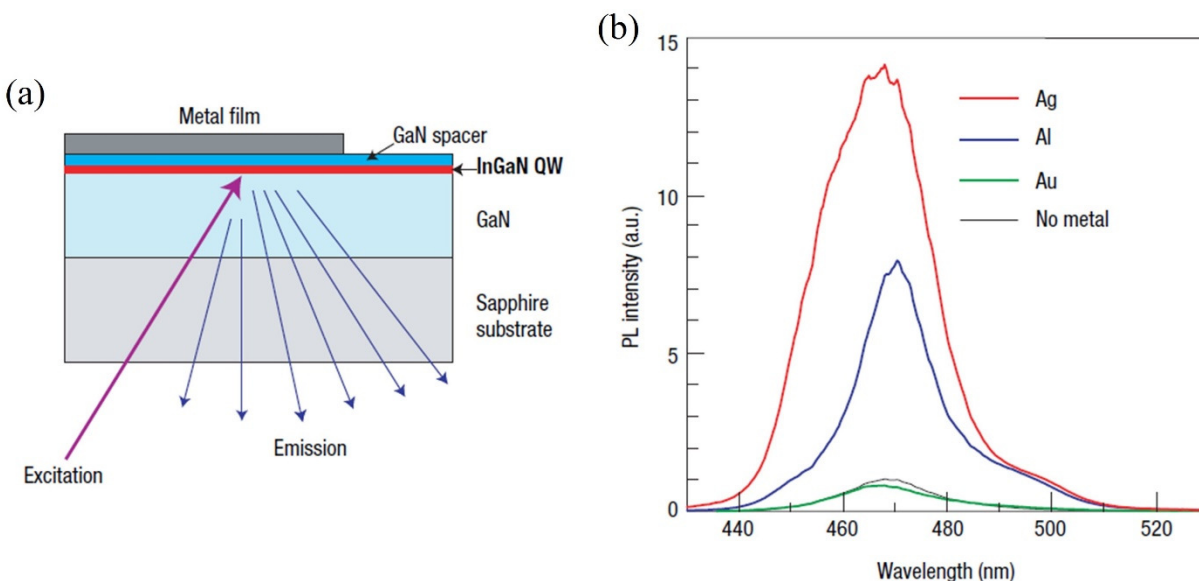 (a)
Metal film
GaN spacer
InGaN QW
GaN
Sapphire
substrate
Emission
Excitation
(b)
15
10
5
0
PL intensity (a.u.)
Ag
Al
Au
No metal
440 460 480 500 520
Wavelength (nm)